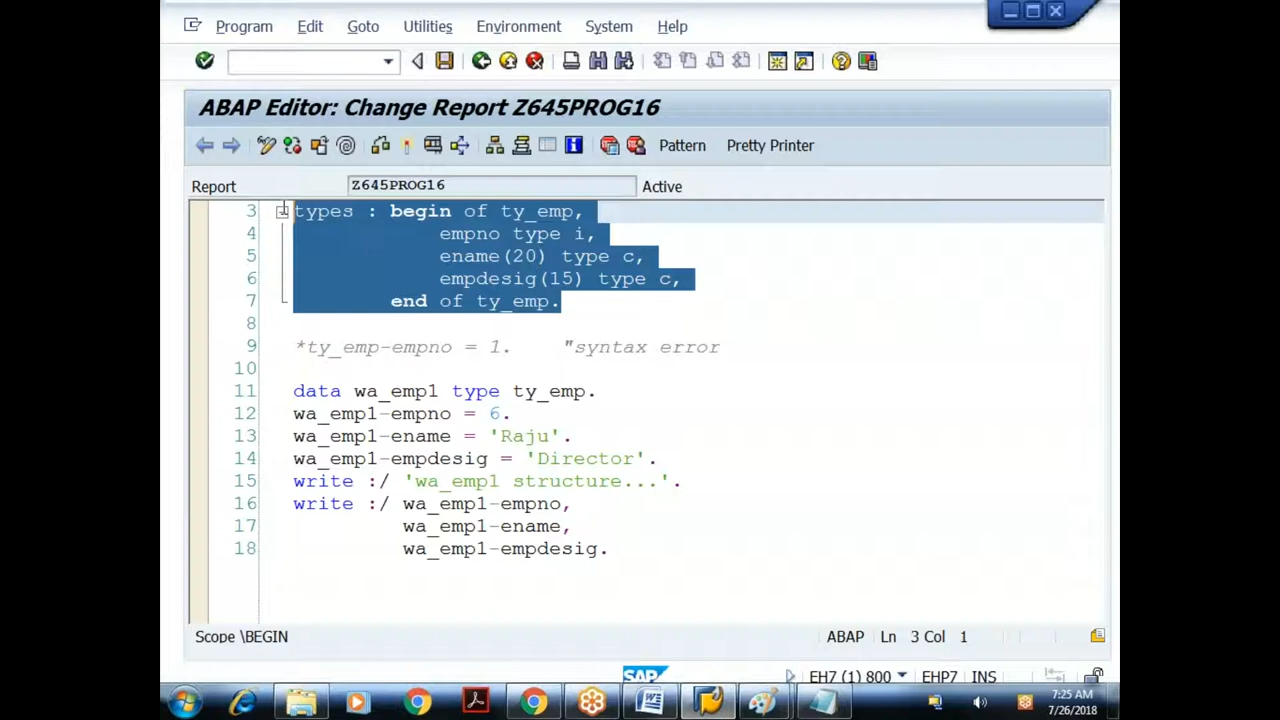 Program Edit Goto Utilities Environment System Help
ABAP Editor: Change Report Z645PROG16
Pattern Pretty Printer
Report Z645PROG16 Active
3 types : begin of ty_emp,
4 empno type i,
5 ename(20) type c,
6 empdesig(15) type c,
7 end of ty_emp.
8
9 *ty_emp-empno = 1. "syntax error
10
11 data wa_emp1 type ty_emp.
12 wa_emp1-empno = 6.
13 wa_emp1-ename = 'Raju'.
14 wa_emp1-empdesig = 'Director'.
15 write :/ 'wa_emp1 structure...'.
16 write :/ wa_emp1-empno,
17 wa_emp1-ename,
18 wa_emp1-empdesig.
Scope \BEGIN ABAP Ln 3 Col 1
SAP EH7 (1) 800 EHP7 INS
7:25 AM
7/26/2018